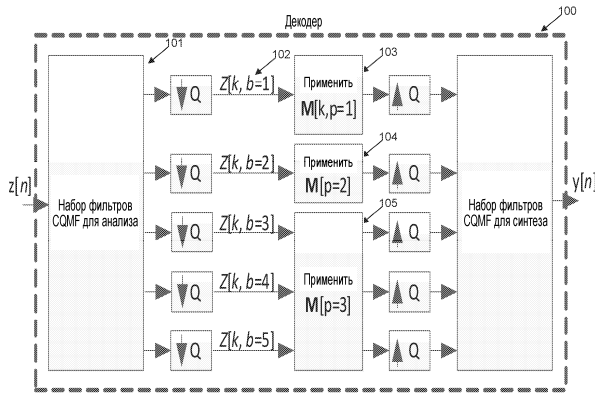 Декодер
100
101
102
103
104
105
z[n]
Набор фильтров
CQMF для анализа
Q
Z[k, b=1]
Применить
M[k,p=1]
Q
Q
Z[k, b=2]
Применить
M[p=2]
Q
Q
Z[k, b=3]
Q
Q
Z[k, b=4]
Применить
M[p=3]
Q
Q
Z[k, b=5]
Q
Набор фильтров
CQMF для синтеза
y[n]